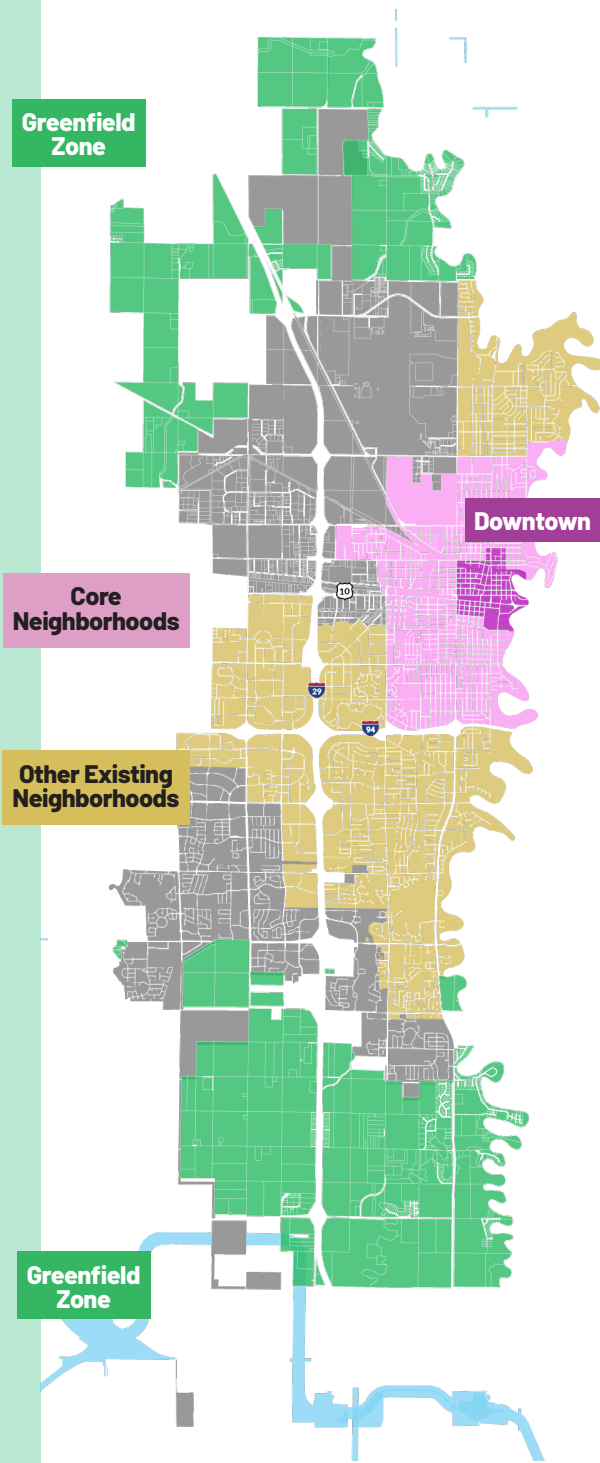 Greenfield
Zone
Downtown
Core
Neighborhoods
10
29
94
Other Existing
Neighborhoods
Greenfield
Zone